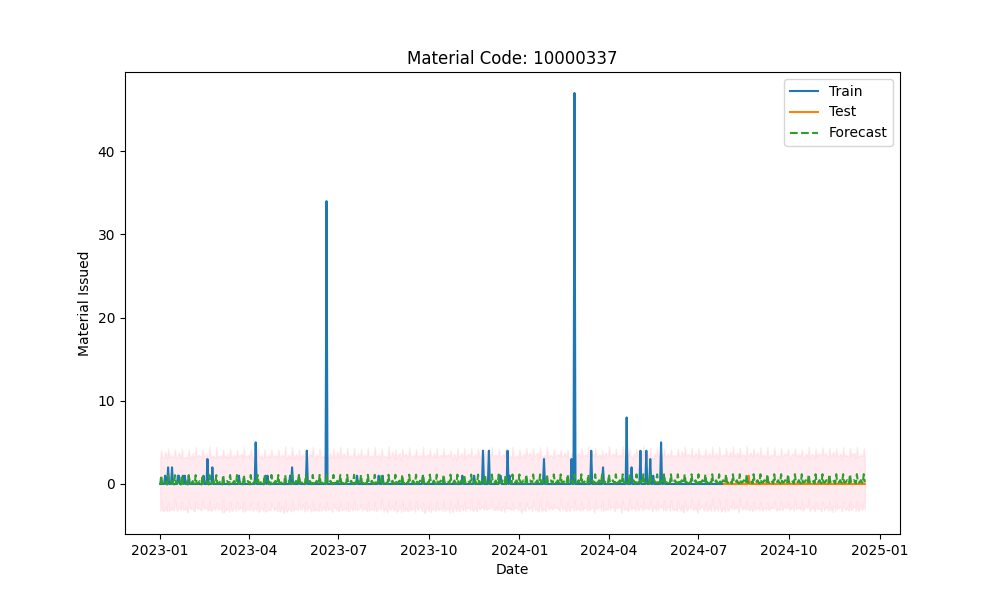 Material Code: 10000337
Train
Test
Forecast
Material Issued
40
30
20
10
0
2023-01 2023-04 2023-07 2023-10 2024-01 2024-04 2024-07 2024-10 2025-01
Date